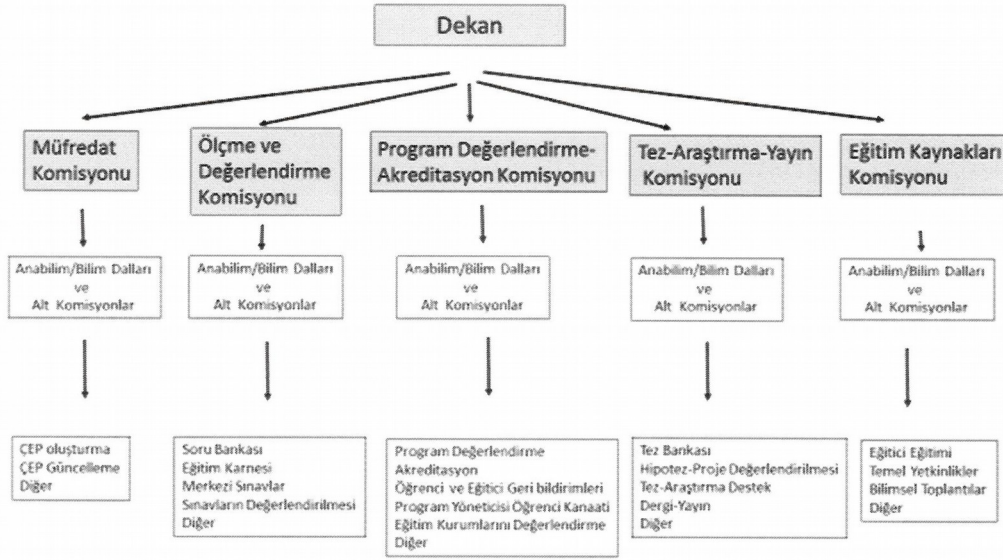 Dekan
Müfredat
Komisyonu
Ölçme ve
Değerlendirme
Komisyonu
Program Değerlendirme-
Akreditasyon Komisyonu
Tez-Araştırma-Yayın
Komisyonu
Eğitim Kaynakları
Komisyonu
Anabilim/Bilim Dalları
ve
Alt Komisyonlar
Anabilim/Bilim Dalları
ve
Alt Komisyonlar
Anabilim/Bilim Dalları
ve
Alt Komisyonlar
Anabilim/Bilim Dalları
ve
Alt Komisyonlar
Anabilim/Bilim Dalları
ve
Alt Komisyonlar
ÇEP oluşturma
ÇEP Güncelleme
Diğer
Soru Bankası
Eğitim Karnesi
Merkezi Sınavlar
Sınavların Değerlendirilmesi
Diğer
Program Değerlendirme
Akreditasyon
Öğrenci ve Eğitici Geri bildirimleri
Program Yöneticisi Öğrenci Kanaati
Eğitim Kurumlarını Değerlendirme
Diğer
Tez Bankası
Hipotez-Proje Değerlendirilmesi
Tez-Araştırma Destek
Dergi-Yayın
Diğer
Eğitici Eğitimi
Temel Yetkinlikler
Bilimsel Toplantılar
Diğer